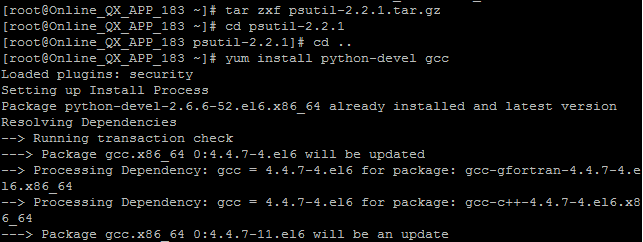 [root@Online_QX_APP_183 ~]# tar zxf psutil-2.2.1.tar.gz
[root@Online_QX_APP_183 ~]# cd psutil-2.2.1
[root@Online_QX_APP_183 psutil-2.2.1]# cd ..
[root@Online_QX_APP_183 ~]# yum install python-devel gcc
Loaded plugins: security
Setting up Install Process
Package python-devel-2.6.6-52.el6.x86_64 already installed and latest version
Resolving Dependencies
--> Running transaction check
---> Package gcc.x86_64 0:4.4.7-4.el6 will be updated
--> Processing Dependency: gcc = 4.4.7-4.el6 for package: gcc-gfortran-4.4.7-4.e
l6.x86_64
--> Processing Dependency: gcc = 4.4.7-4.el6 for package: gcc-c++-4.4.7-4.el6.x8
6_64
---> Package gcc.x86_64 0:4.4.7-11.el6 will be an update